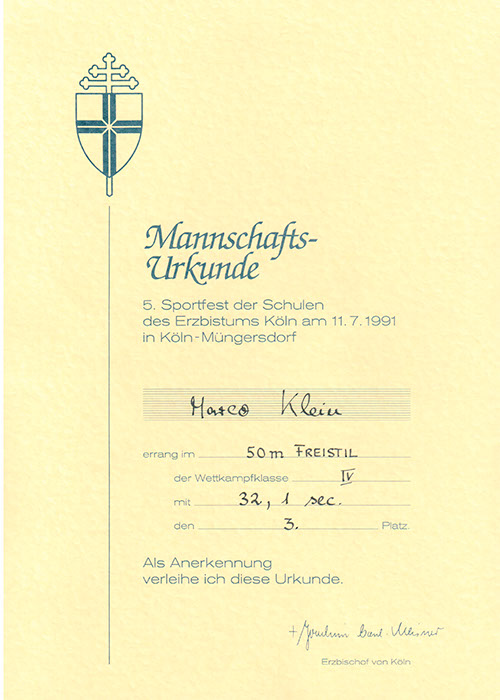 Mannschafts-
Urkunde
5. Sportfest der Schulen
des Erzbistums Köln am 11.7.1991
in Köln-Müngersdorf
Marco Klein
errang im 50m FREISTIL
der Wettkampfklasse IV
mit 32,1 sec.
den 3. Platz.
Als Anerkennung
verleihe ich diese Urkunde.
+ Joachim Card. Meisner
Erzbischof von Köln